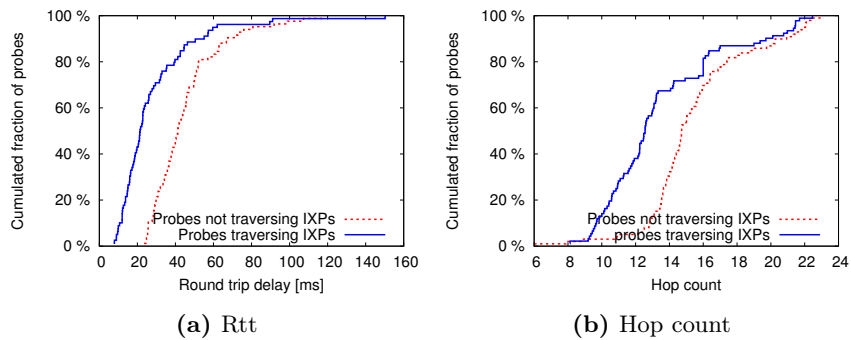 100 %
80 %
60 %
40 %
20 %
0 %
Cumulated fraction of probes
Probes not traversing IXPs
Probes traversing IXPs
0 20 40 60 80 100 120 140 160
Round trip delay [ms]
(a) Rtt
100 %
80 %
60 %
40 %
20 %
0 %
Cumulated fraction of probes
Probes not traversing IXPs
probes traversing IXPs
6 8 10 12 14 16 18 20 22 24
Hop count
(b) Hop count